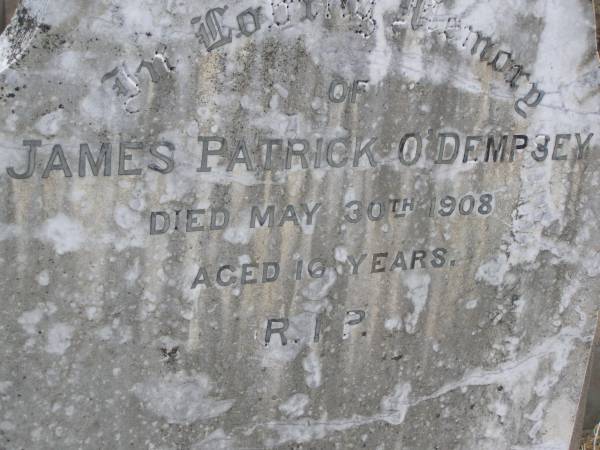 In Loving Memory
OF
JAMES PATRICK O'DEMPSEY
DIED MAY 30TH 1908
AGED 16 YEARS.
R.I.P.